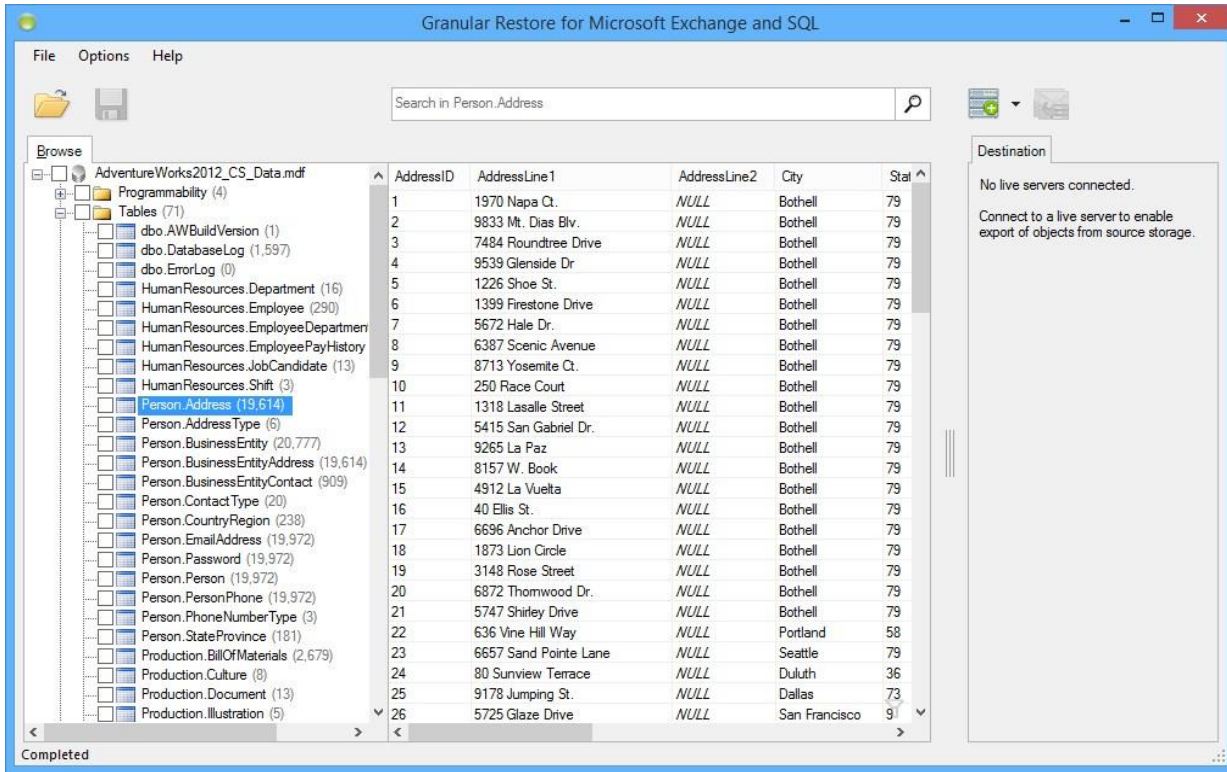 Granular Restore for Microsoft Exchange and SQL
File Options Help
Search in Person.Address
Browse
AdventureWorks2012_CS_Data.mdf
Programmability (4)
Tables (71)
dbo.AWBuildVersion (1)
dbo.DatabaseLog (1,597)
dbo.ErrorLog (0)
HumanResources.Department (16)
HumanResources.Employee (290)
HumanResources.EmployeeDepartmen
HumanResources.EmployeePayHistory
HumanResources.JobCandidate (13)
HumanResources.Shift (3)
Person.Address (19,614)
Person.AddressType (6)
Person.BusinessEntity (20,777)
Person.BusinessEntityAddress (19,614)
Person.BusinessEntityContact (909)
Person.ContactType (20)
Person.CountryRegion (238)
Person.EmailAddress (19,972)
Person.Password (19,972)
Person.Person (19,972)
Person.PersonPhone (19,972)
Person.PhoneNumberType (3)
Person.StateProvince (181)
Production.BillOfMaterials (2,679)
Production.Culture (8)
Production.Document (13)
Production.Illustration (5)
AddressID AddressLine1 AddressLine2 City Stat
1 1970 Napa Ct. NULL Bothell 79
2 9833 Mt. Dias Blv. NULL Bothell 79
3 7484 Roundtree Drive NULL Bothell 79
4 9539 Glenside Dr NULL Bothell 79
5 1226 Shoe St. NULL Bothell 79
6 1399 Firestone Drive NULL Bothell 79
7 5672 Hale Dr. NULL Bothell 79
8 6387 Scenic Avenue NULL Bothell 79
9 8713 Yosemite Ct. NULL Bothell 79
10 250 Race Court NULL Bothell 79
11 1318 Lasalle Street NULL Bothell 79
12 5415 San Gabriel Dr. NULL Bothell 79
13 9265 La Paz NULL Bothell 79
14 8157 W. Book NULL Bothell 79
15 4912 La Vuelta NULL Bothell 79
16 40 Ellis St. NULL Bothell 79
17 6696 Anchor Drive NULL Bothell 79
18 1873 Lion Circle NULL Bothell 79
19 3148 Rose Street NULL Bothell 79
20 6872 Thornwood Dr. NULL Bothell 79
21 5747 Shirley Drive NULL Bothell 79
22 636 Vine Hill Way NULL Portland 58
23 6657 Sand Pointe Lane NULL Seattle 79
24 80 Sunview Terrace NULL Duluth 36
25 9178 Jumping St. NULL Dallas 73
26 5725 Glaze Drive NULL San Francisco 9
Destination
No live servers connected.
Connect to a live server to enable
export of objects from source storage.
Completed